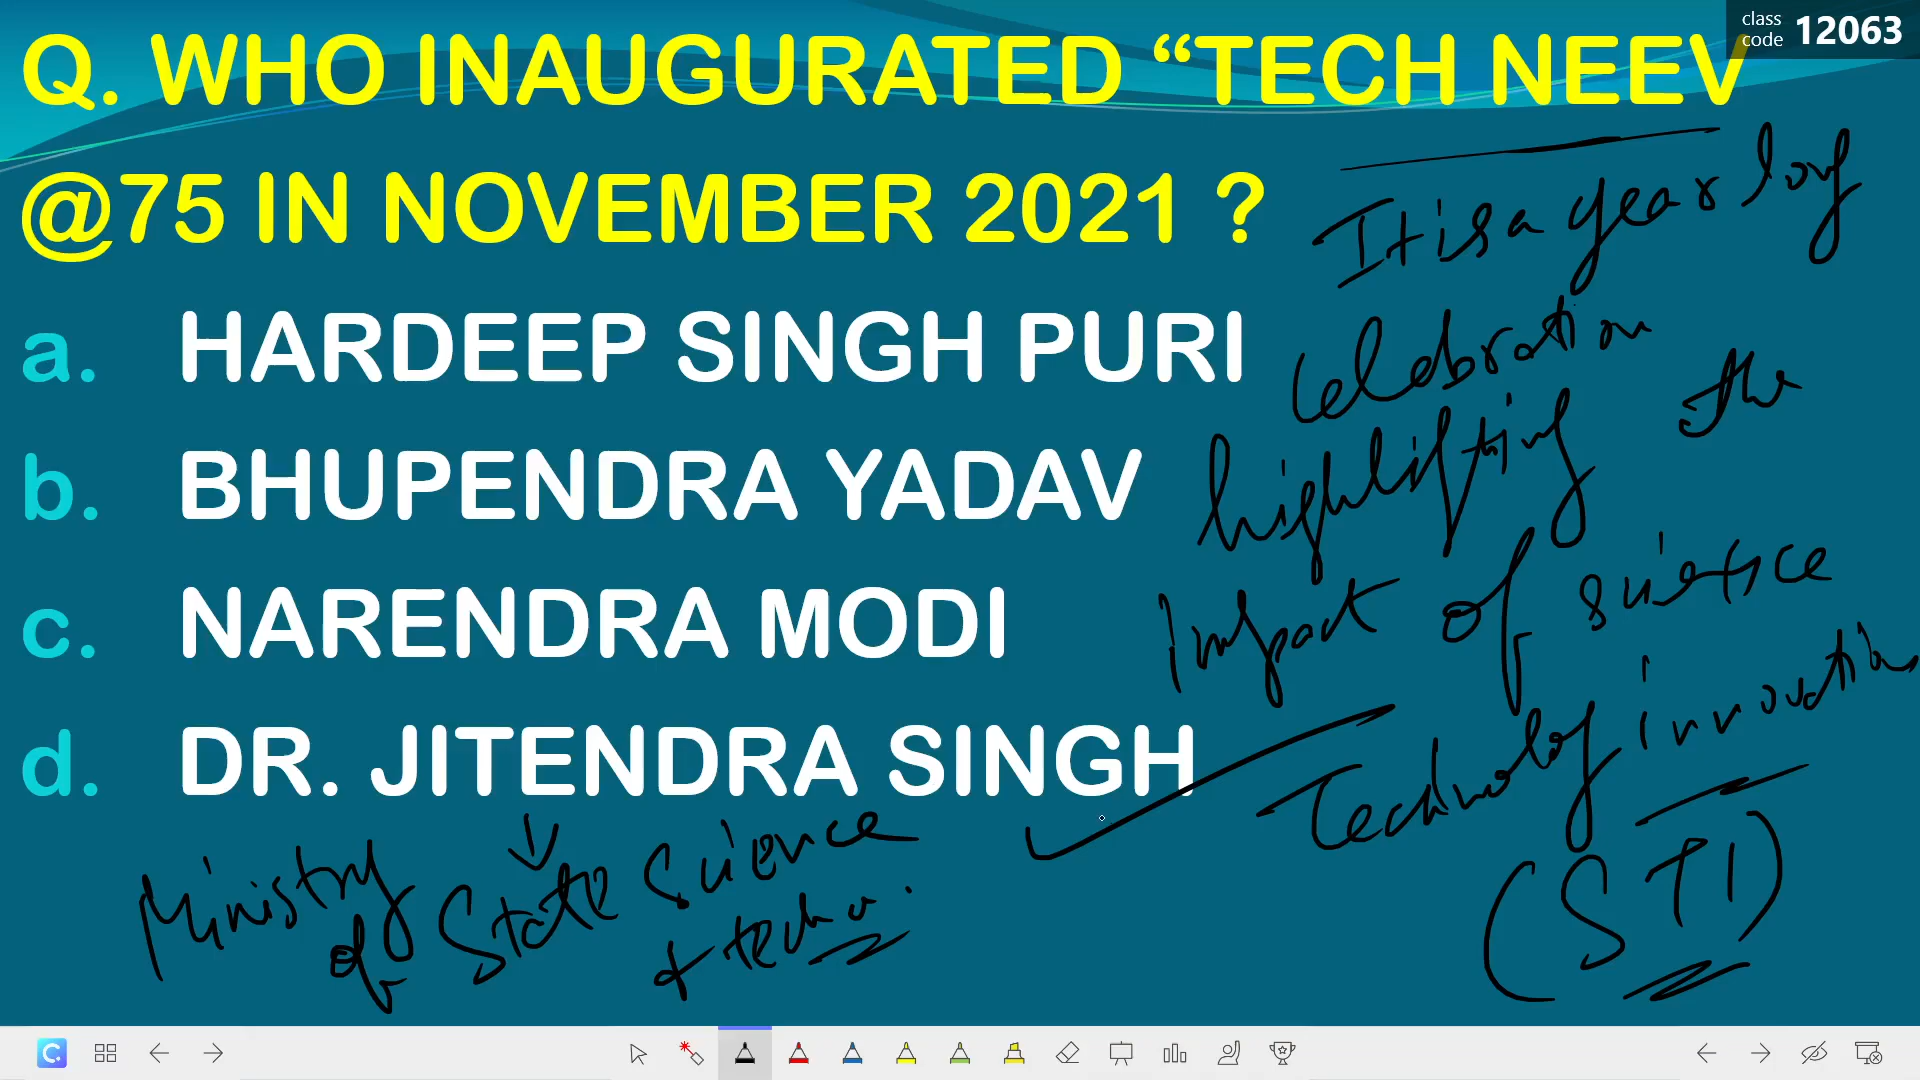 class code 12063
Q. WHO INAUGURATED “TECH NEEV
@75 IN NOVEMBER 2021 ?
a. HARDEEP SINGH PURI
b. BHUPENDRA YADAV
c. NARENDRA MODI
d. DR. JITENDRA SINGH
It is a year long
Celebration
highlifting the
Impact of science
Technology innovation
(STI)
Ministry of State Science
& techno.